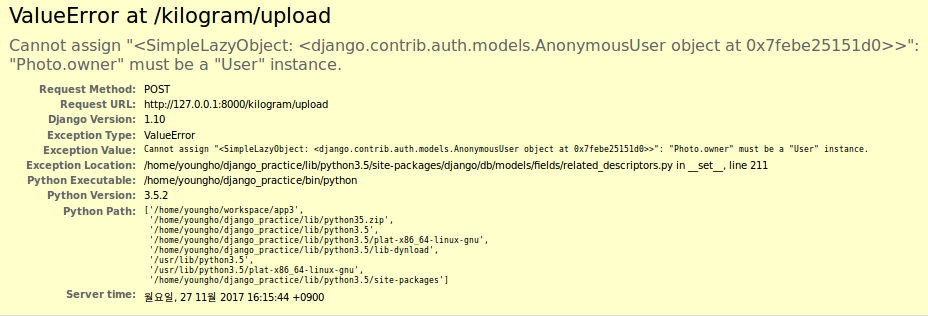 ValueError at /kilogram/upload
Cannot assign "<SimpleLazyObject: <django.contrib.auth.models.AnonymousUser object at 0x7febe25151d0>>":
"Photo.owner" must be a "User" instance.
Request Method: POST
Request URL: http://127.0.0.1:8000/kilogram/upload
Django Version: 1.10
Exception Type: ValueError
Exception Value: Cannot assign "<SimpleLazyObject: <django.contrib.auth.models.AnonymousUser object at 0x7febe25151d0>>": "Photo.owner" must be a "User" instance.
Exception Location: /home/youngho/django_practice/lib/python3.5/site-packages/django/db/models/fields/related_descriptors.py in __set__, line 211
Python Executable: /home/youngho/django_practice/bin/python
Python Version: 3.5.2
Python Path: ['/home/youngho/workspace/app3',
'/home/youngho/django_practice/lib/python35.zip',
'/home/youngho/django_practice/lib/python3.5',
'/home/youngho/django_practice/lib/python3.5/plat-x86_64-linux-gnu',
'/home/youngho/django_practice/lib/python3.5/lib-dynload',
'/usr/lib/python3.5',
'/usr/lib/python3.5/plat-x86_64-linux-gnu',
'/home/youngho/django_practice/lib/python3.5/site-packages']
Server time: 월요일, 27 11월 2017 16:15:44 +0900